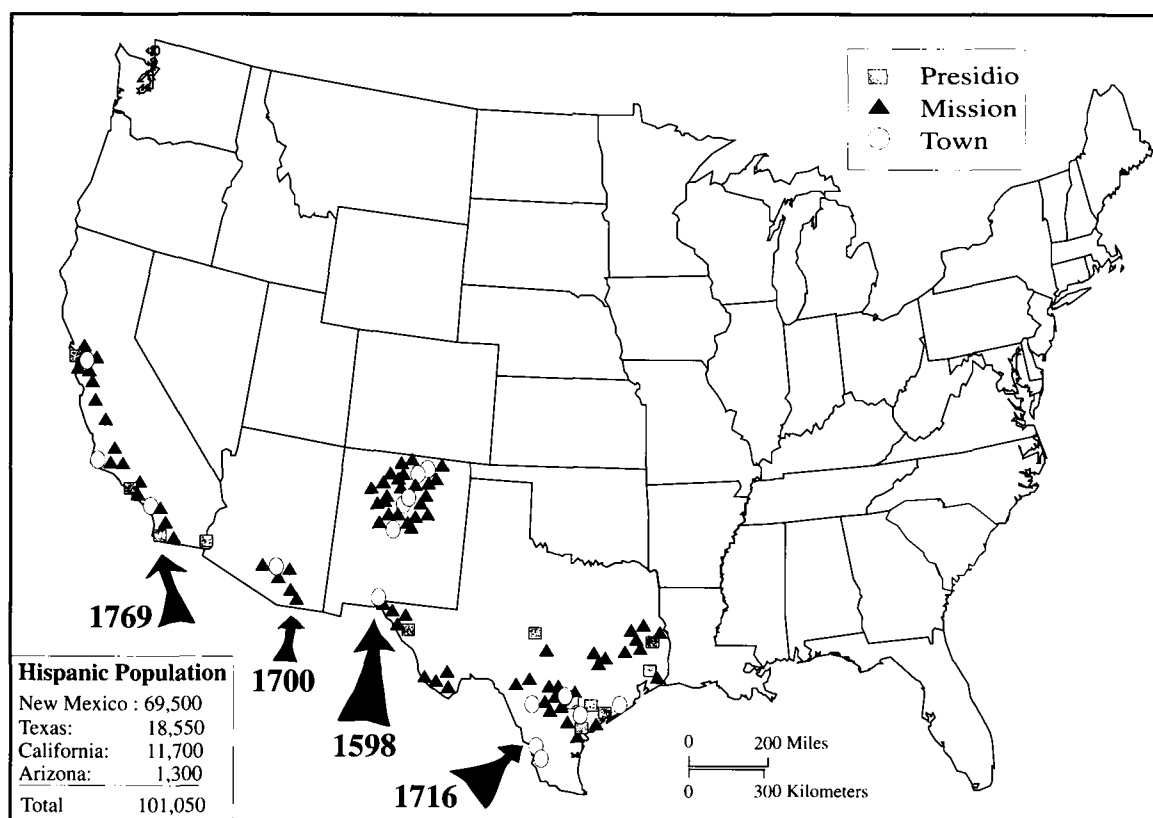 Presidio
Mission
Town
1769
1700
1598
1716
Hispanic Population
New Mexico : 69,500
Texas: 18,550
California: 11,700
Arizona: 1,300
Total 101,050
0 200 Miles
0 300 Kilometers